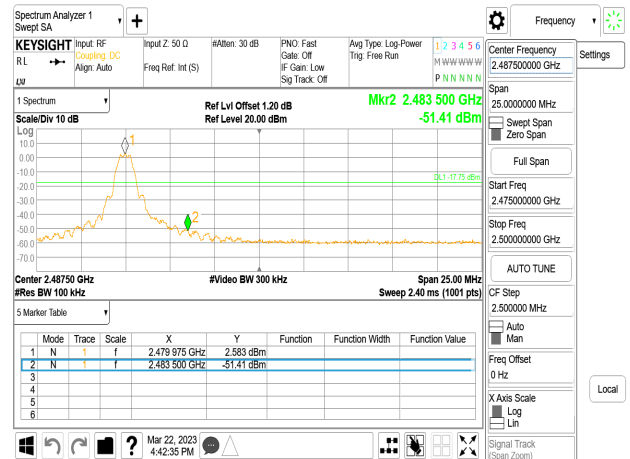 Spectrum Analyzer 1
Swept SA
Frequency
KEYSIGHT Input: RF Input Z: 50 Ω #Atten: 30 dB PNO: Fast Avg Type: Log-Power 1 2 3 4 5 6
Coupling: DC Gate: Off Trig: Free Run
R L Align: Auto Freq Ref: Int (S) IF Gain: Low M W W W W W
Sig Track: Off P N N N N N
Center Frequency
2.487500000 GHz
Settings
1 Spectrum
Scale/Div 10 dB
Ref Lvl Offset 1.20 dB
Ref Level 20.00 dBm
Mkr2 2.483 500 GHz
-51.41 dBm
Log
10.0
0.00
-10.0
-20.0
-30.0
-40.0
-50.0
-60.0
-70.0
1
2
DL1 -17.75 dBm
Center 2.48750 GHz #Video BW 300 kHz Span 25.00 MHz
#Res BW 100 kHz Sweep 2.40 ms (1001 pts)
Span
25.0000000 MHz
Swept Span
Zero Span
Full Span
Start Freq
2.475000000 GHz
Stop Freq
2.500000000 GHz
AUTO TUNE
CF Step
2.500000 MHz
Auto
Man
Freq Offset
0 Hz
X Axis Scale
Log
Lin
Signal Track
(Span Zoom)
Local
5 Marker Table
Mode Trace Scale X Y Function Function Width Function Value
1 N 1 f 2.479 975 GHz 2.583 dBm
2 N 1 f 2.483 500 GHz -51.41 dBm
3
4
5
6
?
Mar 22, 2023
4:42:35 PM